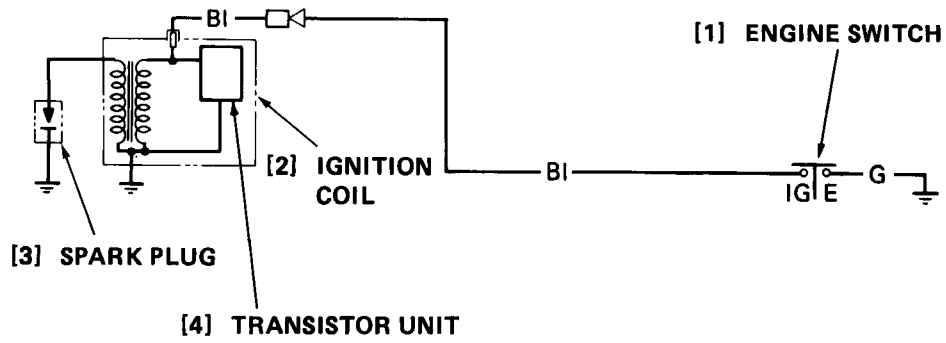 Bl
[1] ENGINE SWITCH
[2] IGNITION
COIL
Bl
IG E
G
[3] SPARK PLUG
[4] TRANSISTOR UNIT